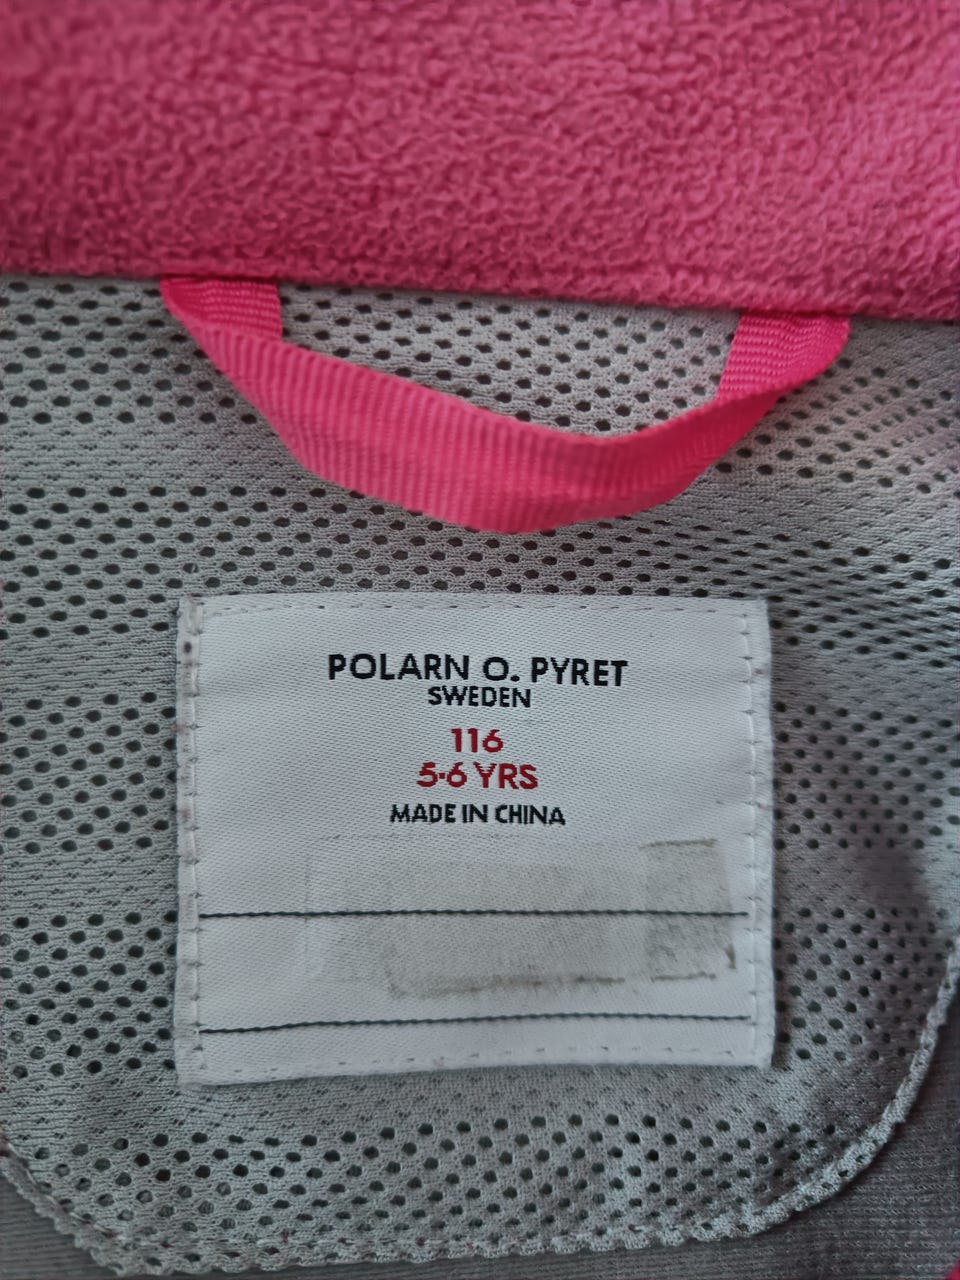 POLARN O. PYRET
SWEDEN
116
5-6 YRS
MADE IN CHINA